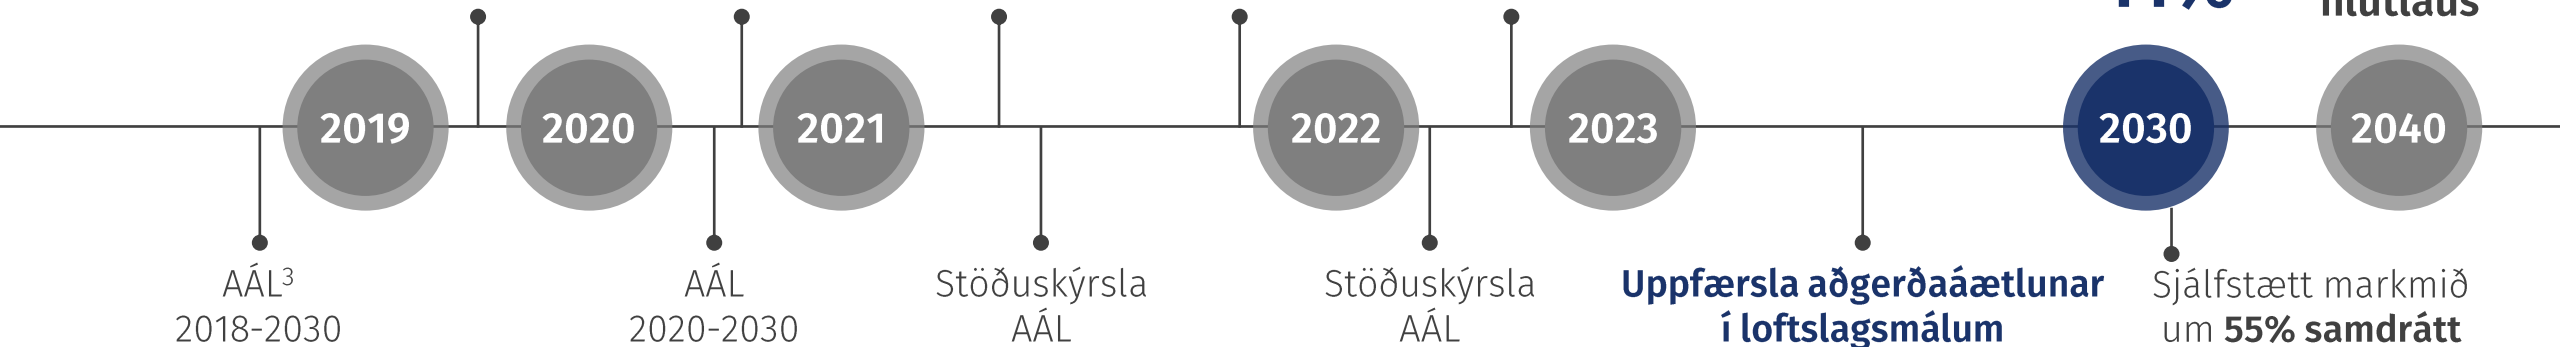 2019 2020 2021 2022 2023 2030 2040
AÁL³
2018-2030
AÁL
2020-2030
Stöðuskýrsla
AÁL
Stöðuskýrsla
AÁL
Uppfærsla aðgerðaáætlunar
í loftslagsmálum
Sjálfstætt markmið
um 55% samdrátt